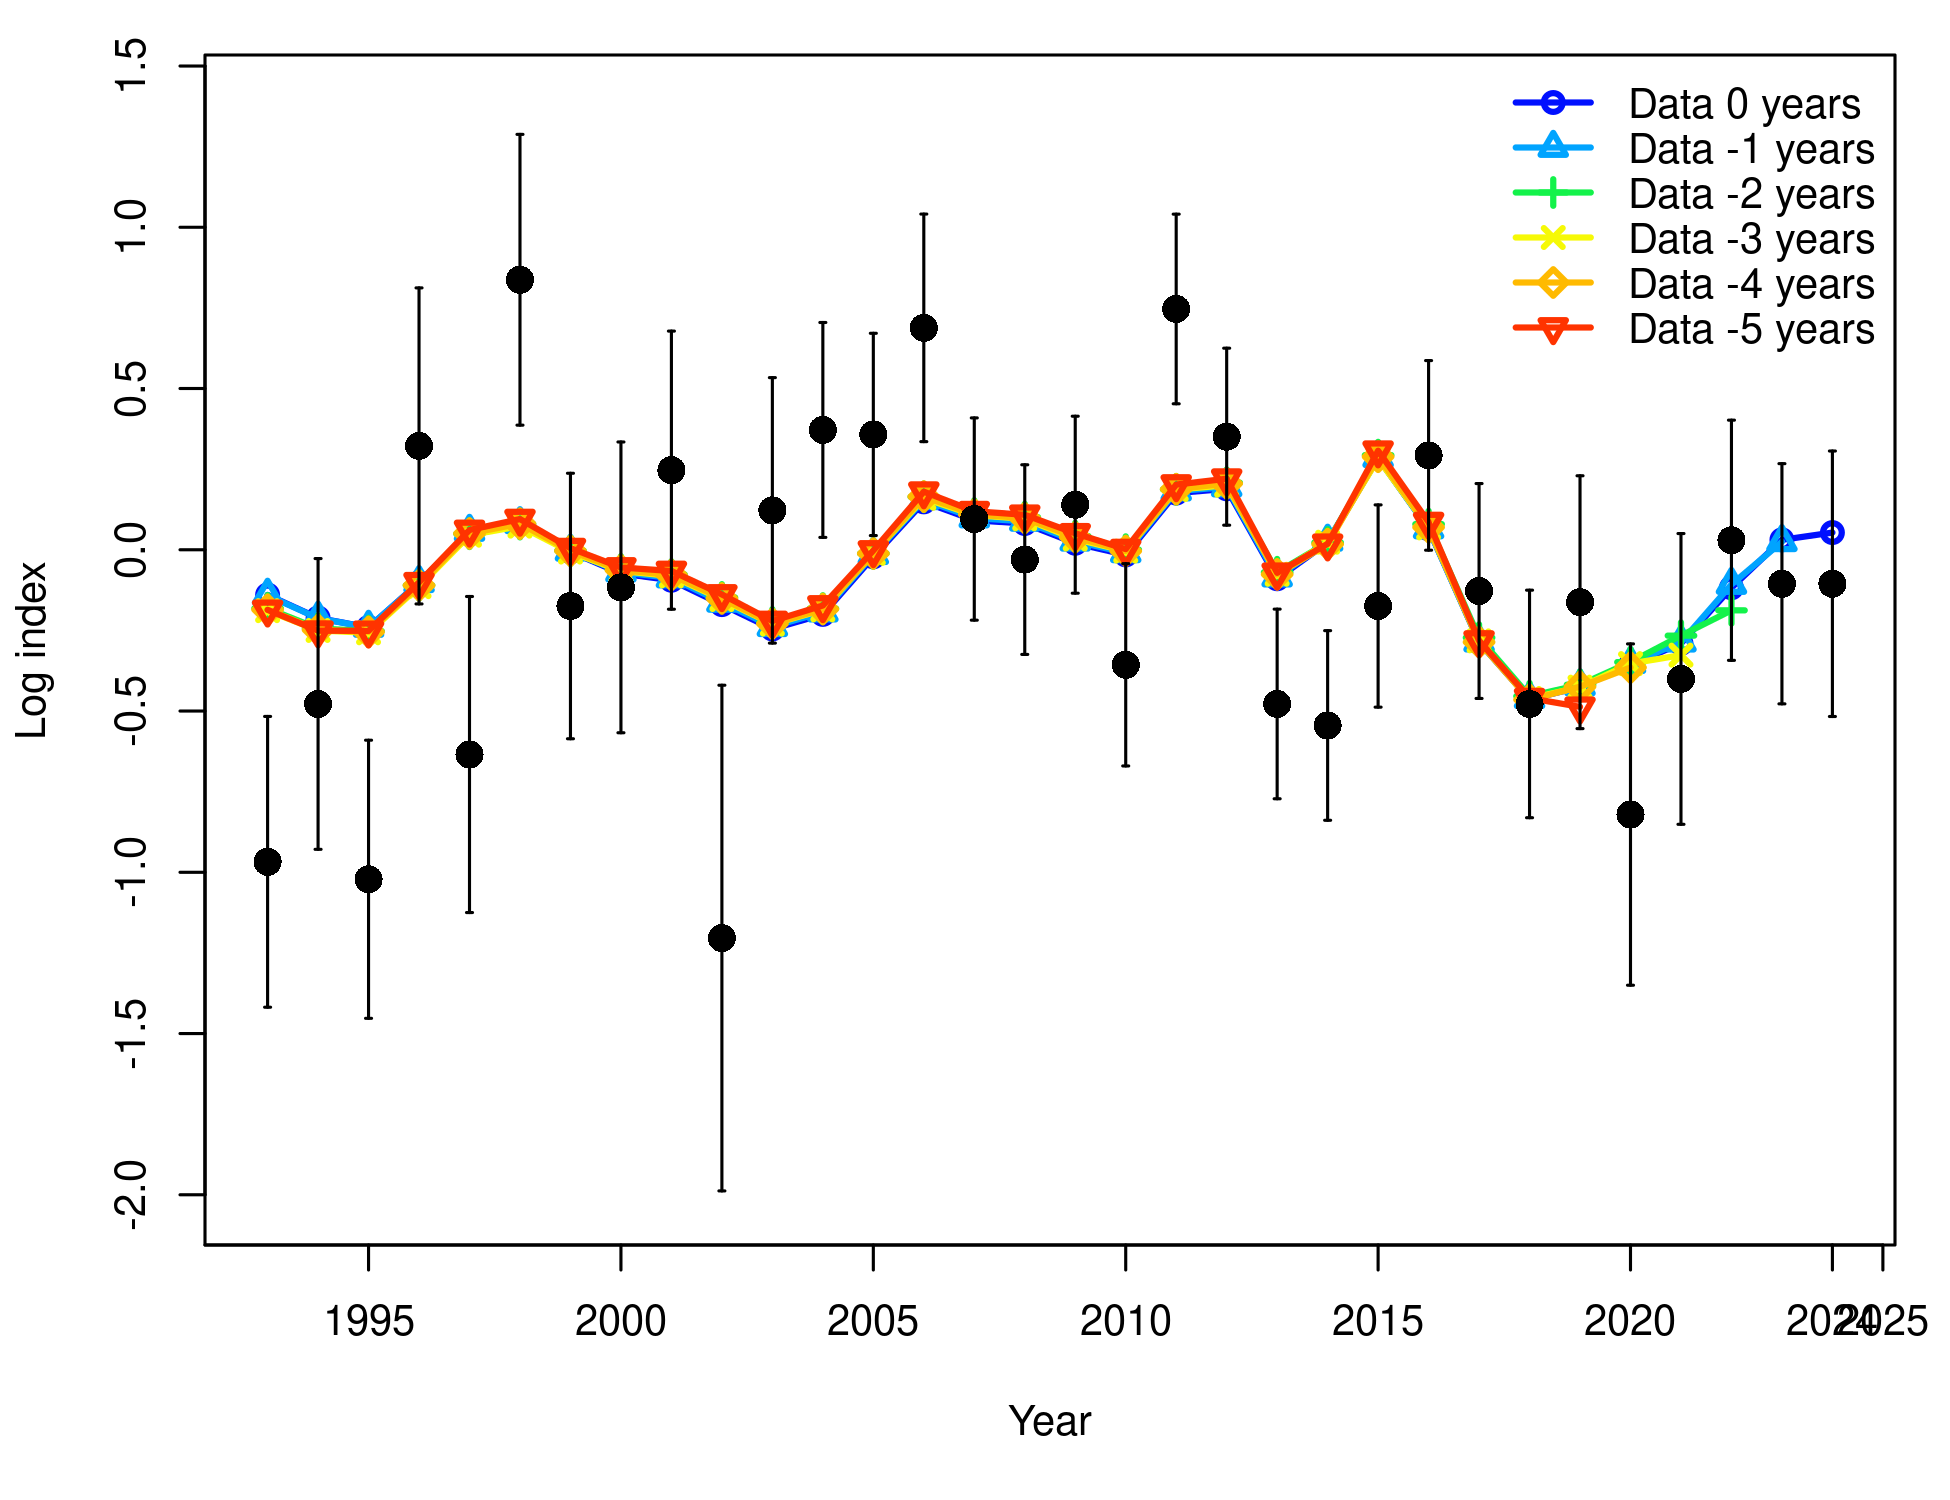 1.5
1.0
0.5
0.0
-0.5
-1.0
-1.5
-2.0
Log index
Data 0 years
Data -1 years
Data -2 years
Data -3 years
Data -4 years
Data -5 years
1995 2000 2005 2010 2015 2020 2024 2025
Year